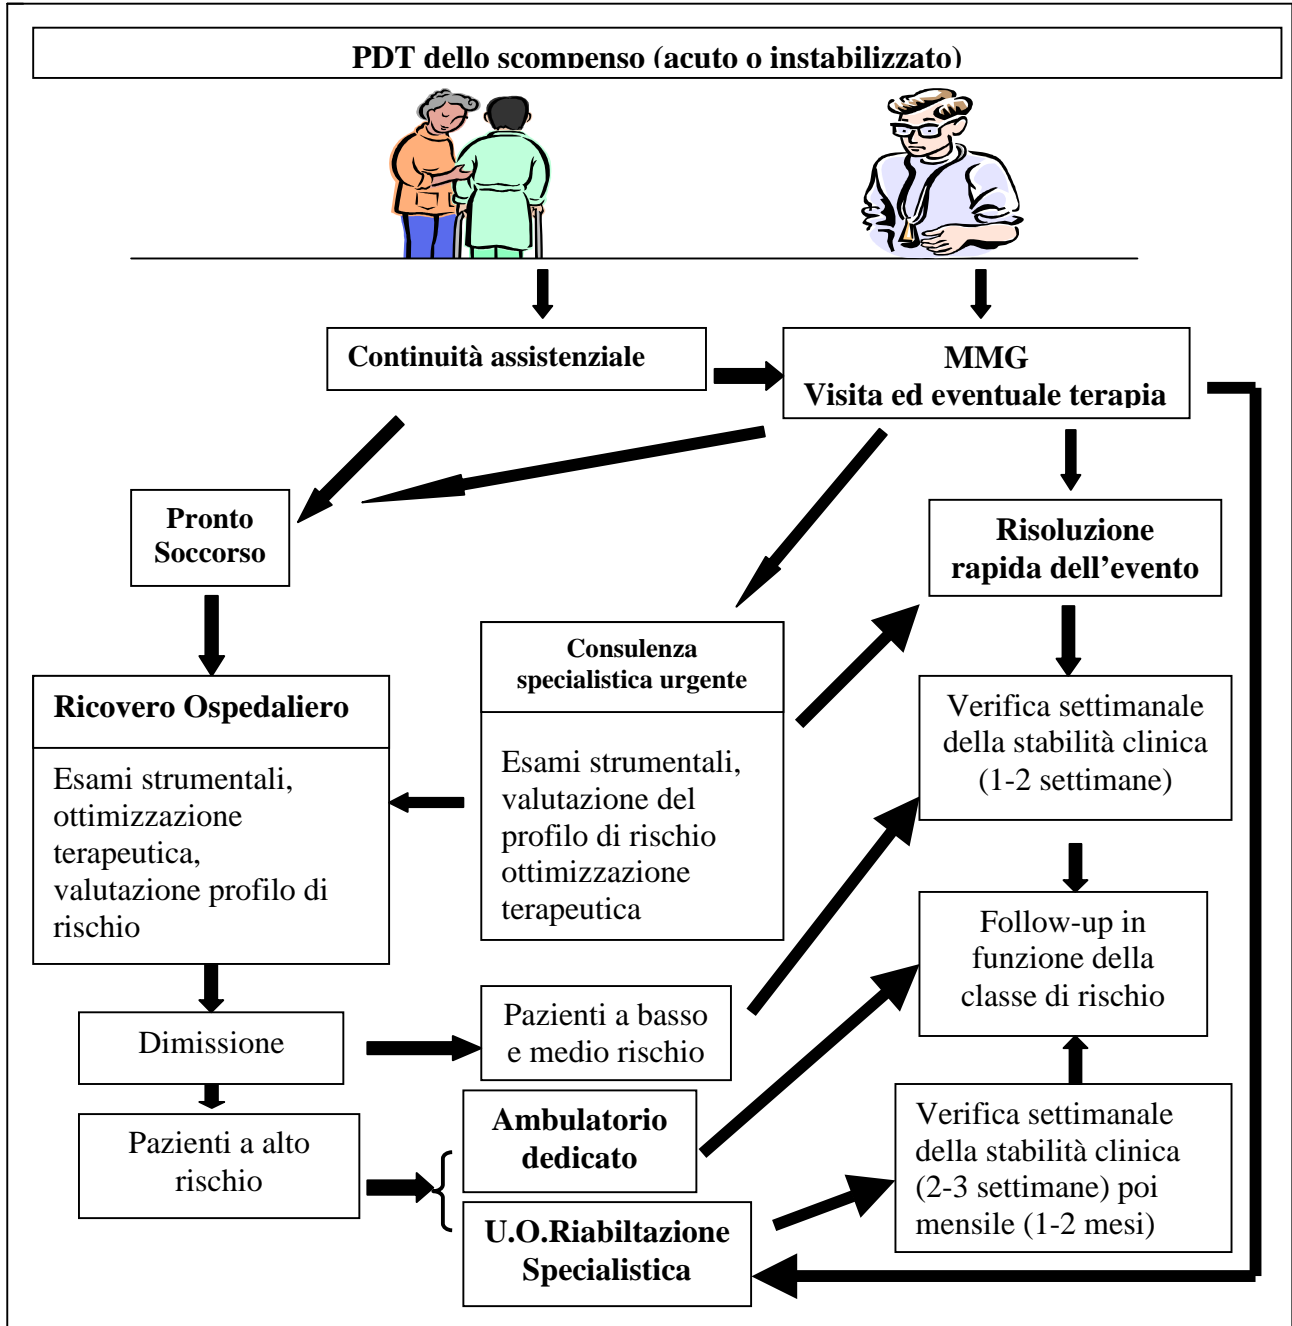 PDT dello scompenso (acuto o instabilizzato)
Continuità assistenziale
MMG
Visita ed eventuale terapia
Pronto
Soccorso
Risoluzione
rapida dell'evento
Consulenza
specialistica urgente
Ricovero Ospedaliero
Verifica settimanale
della stabilità clinica
(1-2 settimane)
Esami strumentali,
ottimizzazione
terapeutica,
valutazione profilo di
rischio
Esami strumentali,
valutazione del
profilo di rischio
ottimizzazione
terapeutica
Follow-up in
funzione della
classe di rischio
Dimissione
Pazienti a basso
e medio rischio
Pazienti a alto
rischio
Ambulatorio
dedicato
Verifica settimanale
della stabilità clinica
(2-3 settimane) poi
mensile (1-2 mesi)
U.O.Riabiltazione
Specialistica